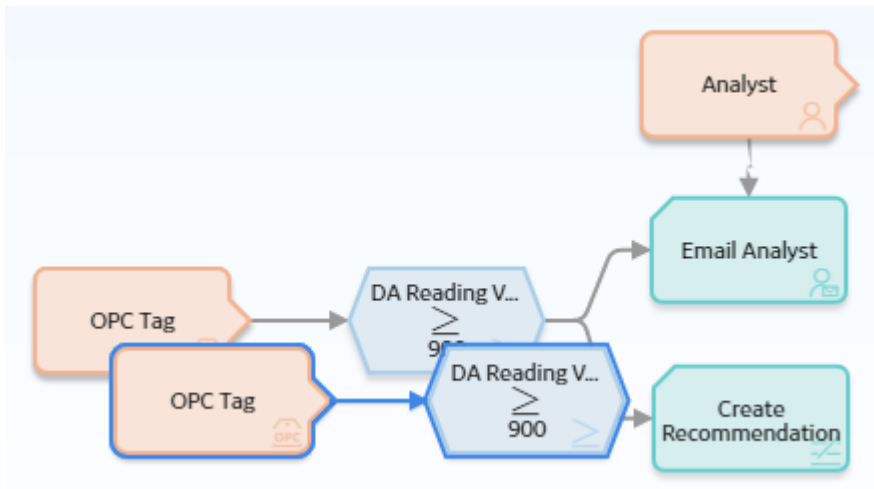 Analyst
Email Analyst
DA Reading V...
≥
OPC Tag
DA Reading V...
≥
900
OPC Tag
OPC
≥
Create
Recommendation